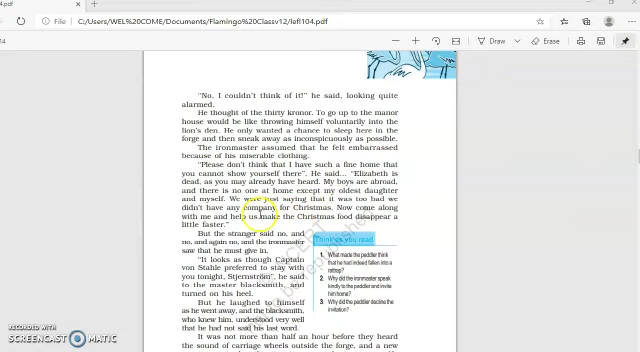 4.pdf
File
C:/Users/WEL%20COME/Documents/Flamingo%20Classv12/lefl104.pdf
14
Draw
Erase
"No, I couldn't think of it!" he said, looking quite
alarmed.
He thought of the thirty kronor. To go up to the manor
house would be like throwing himself voluntarily into the
lion's den. He only wanted a chance to sleep here in the
forge and then sneak away as inconspicuously as possible.
The ironmaster assumed that he felt embarrassed
because of his miserable clothing.
"Please don't think that I have such a fine home that
you cannot show yourself there", He said... "Elizabeth is
dead, as you may already have heard. My boys are abroad,
and there is no one at home except my oldest daughter
and myself. We were just saying that it was too bad we
didn't have any company for Christmas. Now come along
with me and help us make the Christmas food disappear a
little faster."
But the stranger said no, and
no, and again no, and the ironmaster
saw that he must give in.
"It looks as though Captain
von Stahle preferred to stay with
you tonight, Stjernström", he said
to the master blacksmith, and
turned on his heel.
But he laughed to himself
as he went away, and the blacksmith,
who knew him, understood very well
that he had not said his last word.
It was not more than half an hour before they heard
the sound of carriage wheels outside the forge, and a new
Think as you read
1. What made the peddler think
that he had indeed fallen into a
rattrap?
2. Why did the ironmaster speak
kindly to the peddler and invite
him home?
3. Why did the peddler decline the
invitation?
RECORDED WITH
SCREENCAST MATIC